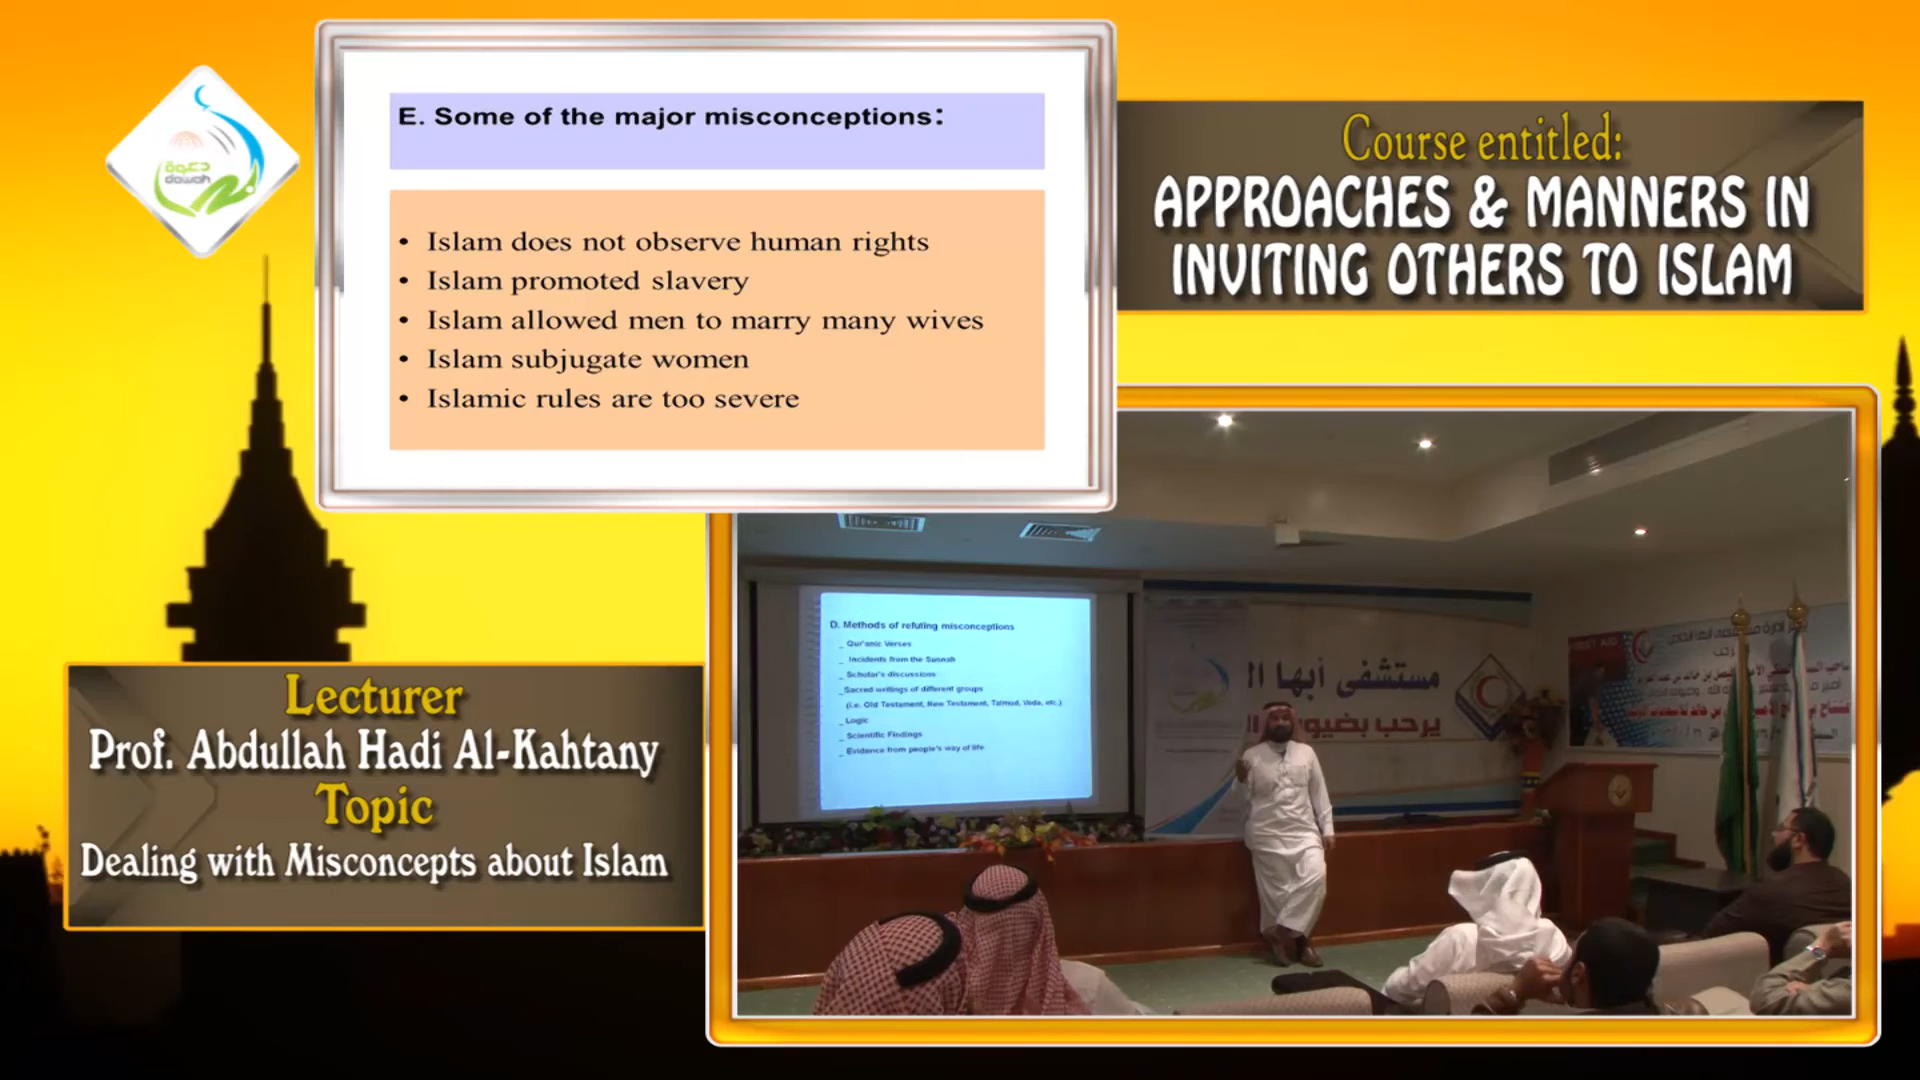 دعوة
dawah
E. Some of the major misconceptions:
• Islam does not observe human rights
• Islam promoted slavery
• Islam allowed men to marry many wives
• Islam subjugate women
• Islamic rules are too severe
Course entitled:
APPROACHES & MANNERS IN
INVITING OTHERS TO ISLAM
Lecturer
Prof. Abdullah Hadi Al-Kahtany
Topic
Dealing with Misconcepts about Islam
D. Methods of refuting misconceptions
_ Qur'anic Verses
_ Incidents from the Sunnah
_ Scholar's discussions
_ Sacred writings of different groups
(i.e. Old Testament, New Testament, Talmud, Veda, etc.)
_ Logic
_ Scientific Findings
_ Evidence from people's way of life
مستشفى أبها ال
يرحب بضيو
FIRST AID